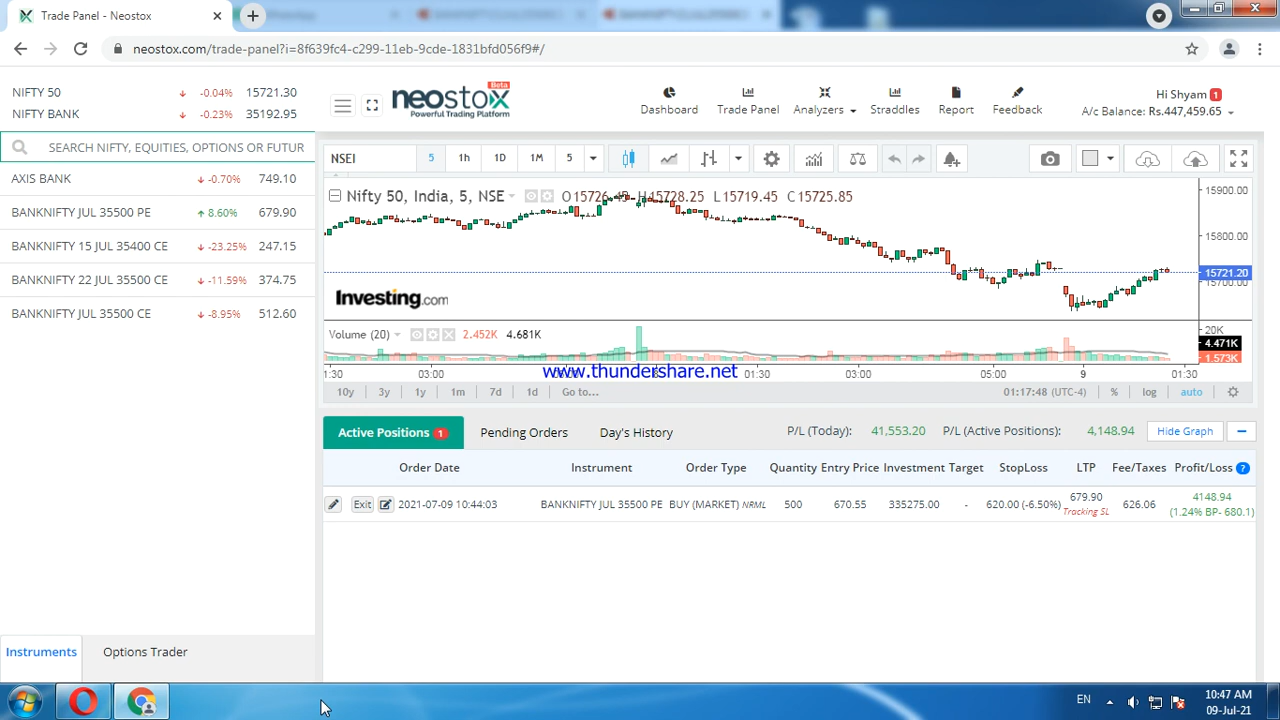 Trade Panel - Neostox
neostox.com/trade-panel?i=8f639fc4-c299-11eb-9cde-1831bfd056f9#/
NIFTY 50 -0.04% 15721.30
NIFTY BANK -0.23% 35192.95
SEARCH NIFTY, EQUITIES, OPTIONS OR FUTUR
AXIS BANK -0.70% 749.10
BANKNIFTY JUL 35500 PE 8.60% 679.90
BANKNIFTY 15 JUL 35400 CE -23.25% 247.15
BANKNIFTY 22 JUL 35500 CE -11.59% 374.75
BANKNIFTY JUL 35500 CE -8.95% 512.60
Instruments Options Trader
neostox Beta
Powerful Trading Platform
Dashboard Trade Panel Analyzers Straddles Report Feedback
Hi Shyam 1
A/c Balance: Rs.447,459.65
NSEI 5 1h 1D 1M 5
Nifty 50, India, 5, NSE O15726.45 H15728.25 L15719.45 C15725.85
15900.00
15800.00
15721.20
15700.00
Investing.com
Volume (20) 2.452K 4.681K
20K
4.471K
1.573K
www.thundershare.net
1:30 03:00 01:30 03:00 05:00 9 01:30
10y 3y 1y 1m 7d 1d Go to... 01:17:48 (UTC-4) % log auto
Active Positions 1 Pending Orders Day's History P/L (Today): 41,553.20 P/L (Active Positions): 4,148.94 Hide Graph
Order Date Instrument Order Type Quantity Entry Price Investment Target StopLoss LTP Fee/Taxes Profit/Loss ?
Exit 2021-07-09 10:44:03 BANKNIFTY JUL 35500 PE BUY (MARKET) NRML 500 670.55 335275.00 - 620.00 (-6.50%) 679.90 626.06 4148.94
Tracking SL (1.24% BP- 680.1)
EN 10:47 AM
09-Jul-21